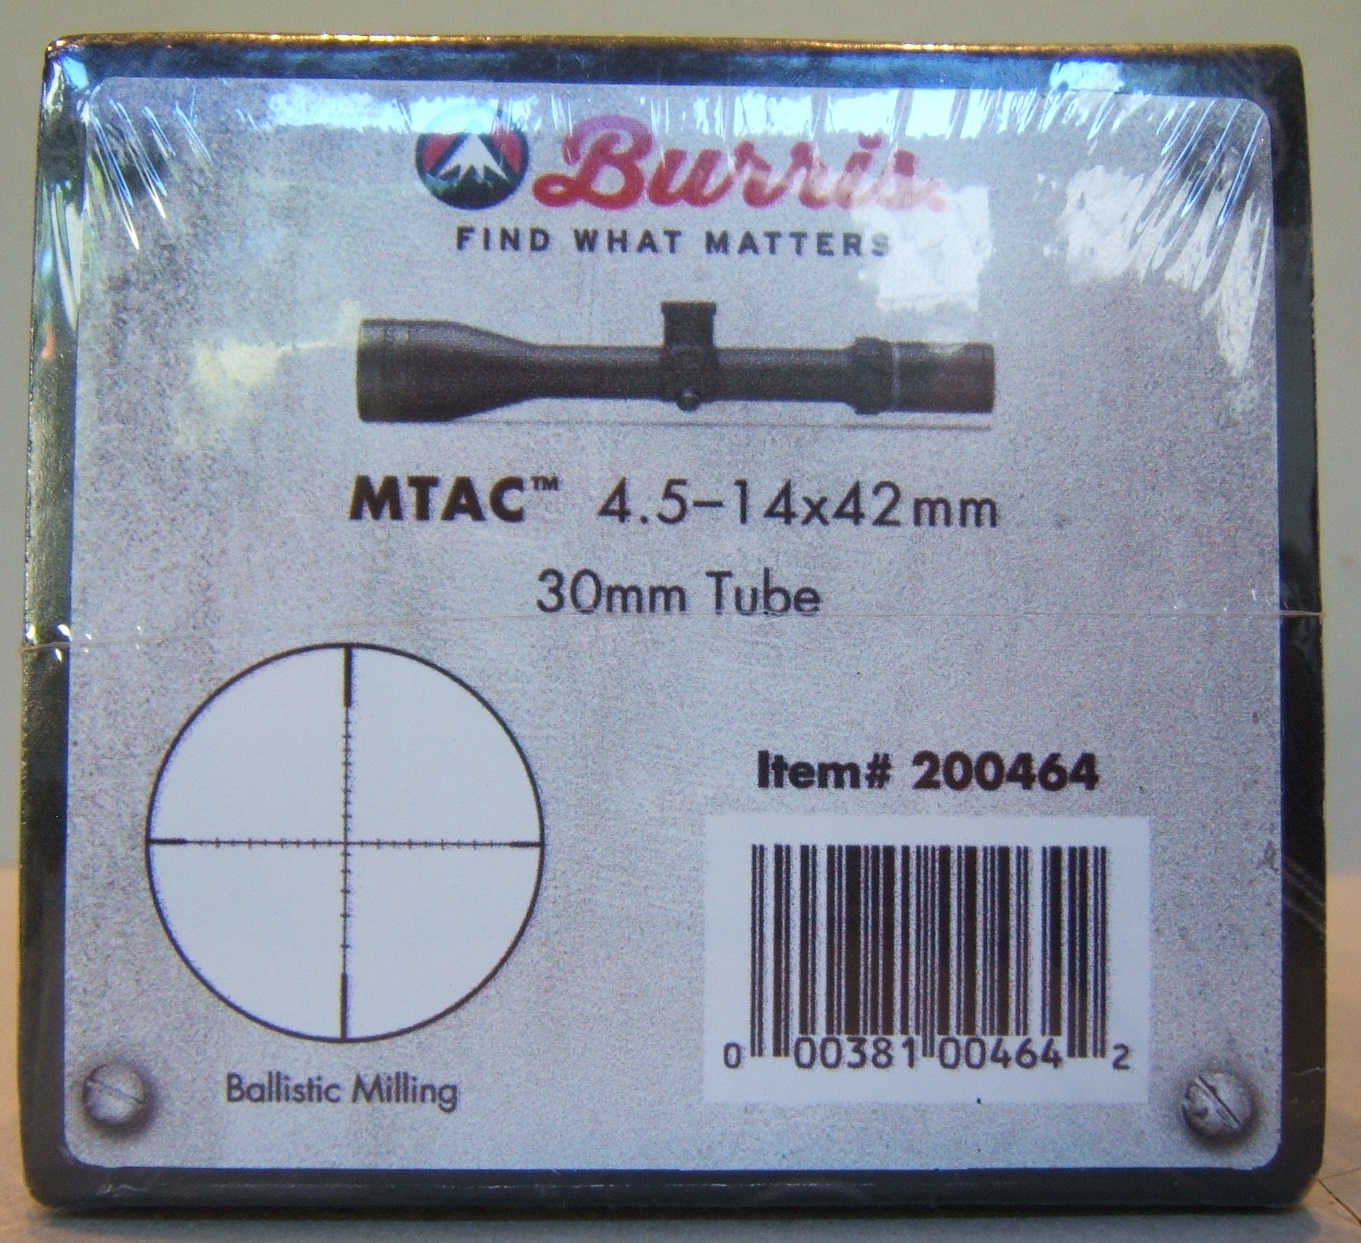 Burris
FIND WHAT MATTERS
MTAC™ 4.5-14x42mm
30mm Tube
Item# 200464
0 00381 00464 2
Ballistic Milling